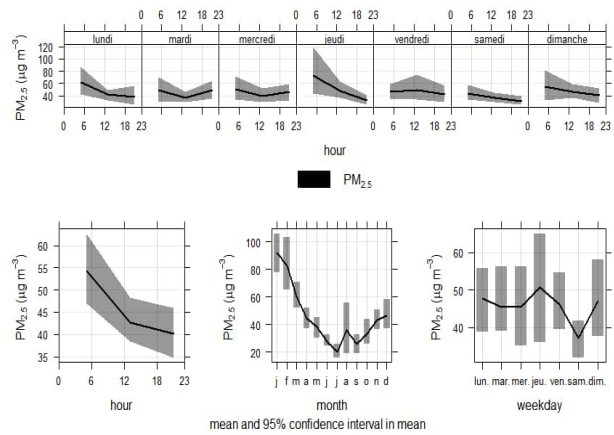 0 6 12 18 23 0 6 12 18 23 0 6 12 18 23
lundi mardi mercredi jeudi vendredi samedi dimanche
PM2.5 (μg m−3)
120
100
80
60
40
0 6 12 18 23 0 6 12 18 23 0 6 12 18 23 0 6 12 18 23
hour
PM2.5
PM2.5 (μg m−3)
60
55
50
45
40
35
0 6 12 18 23
hour
PM2.5 (μg m−3)
100
80
60
40
20
j f m a m j j a s o n d
month
PM2.5 (μg m−3)
60
50
40
lun. mar. mer. jeu. ven. sam. dim.
weekday
mean and 95% confidence interval in mean